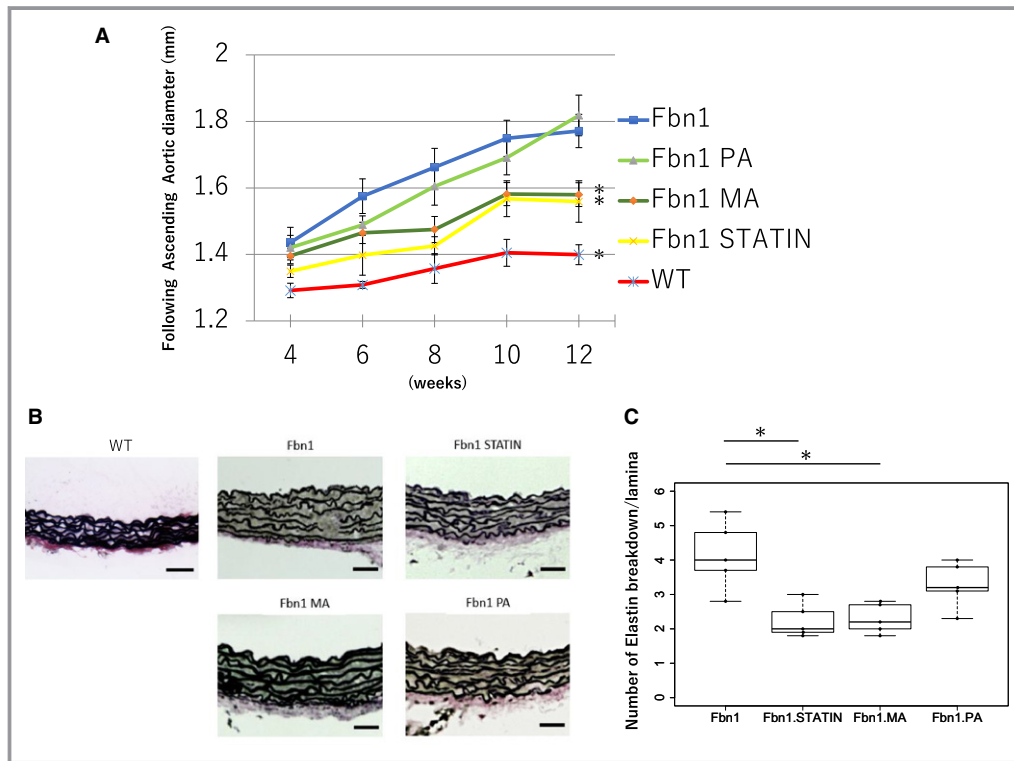 A
Following Ascending Aortic diameter (mm)
2
1.8
1.6
1.4
1.2
4 6 8 10 12
(weeks)
Fbn1
Fbn1 PA
Fbn1 MA
Fbn1 STATIN
WT
*
*
*
B
WT
Fbn1
Fbn1 STATIN
Fbn1 MA
Fbn1 PA
C
*
*
Number of Elastin breakdown/lamina
6
5
4
3
2
1
0
Fbn1 Fbn1.STATIN Fbn1.MA Fbn1.PA